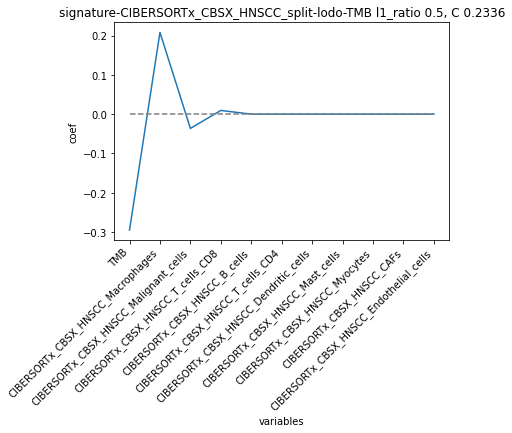 signature-CIBERSORTx_CBSX_HNSCC_split-lodo-TMB l1_ratio 0.5, C 0.2336
0.2
0.1
0.0
−0.1
−0.2
−0.3
coef
TMB
CIBERSORTx_CBSX_HNSCC_Macrophages
CIBERSORTx_CBSX_HNSCC_Malignant_cells
CIBERSORTx_CBSX_HNSCC_T_cells_CD8
CIBERSORTx_CBSX_HNSCC_B_cells
CIBERSORTx_CBSX_HNSCC_T_cells_CD4
CIBERSORTx_CBSX_HNSCC_Dendritic_cells
CIBERSORTx_CBSX_HNSCC_Mast_cells
CIBERSORTx_CBSX_HNSCC_Myocytes
CIBERSORTx_CBSX_HNSCC_CAFs
CIBERSORTx_CBSX_HNSCC_Endothelial_cells
variables